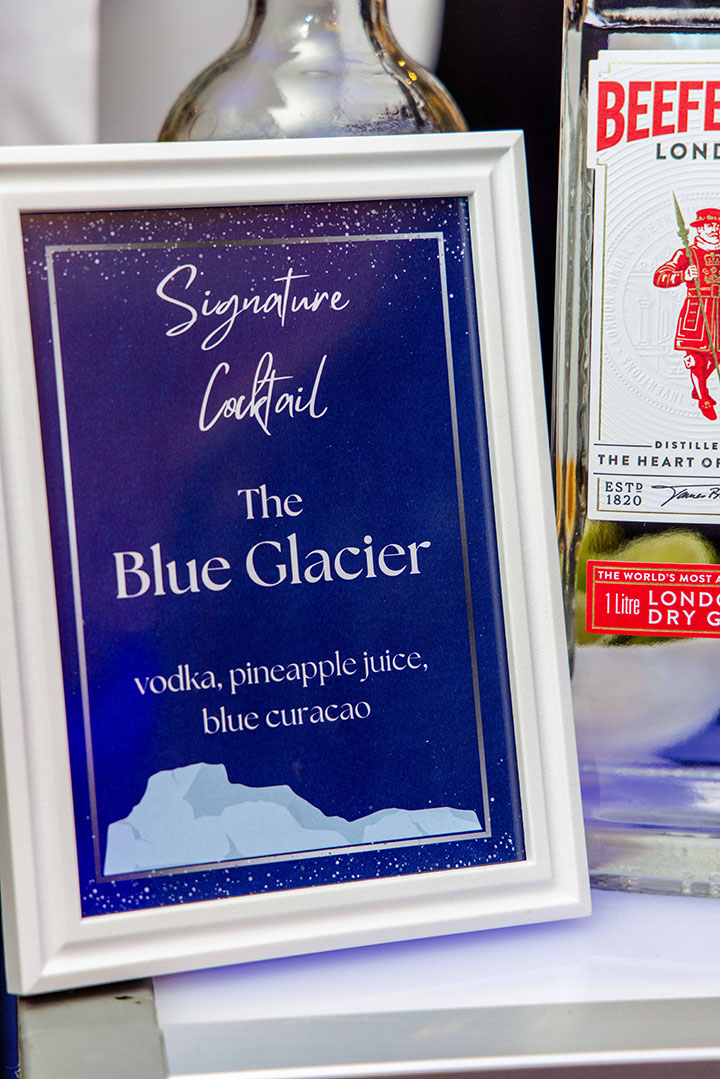 Signature
Cocktail
The
Blue Glacier
vodka, pineapple juice,
blue curacao
BEEFE
LOND
DISTILLE
THE HEART OF
ESTD
1820
THE WORLD'S MOST A
1 Litre LONDO
DRY G